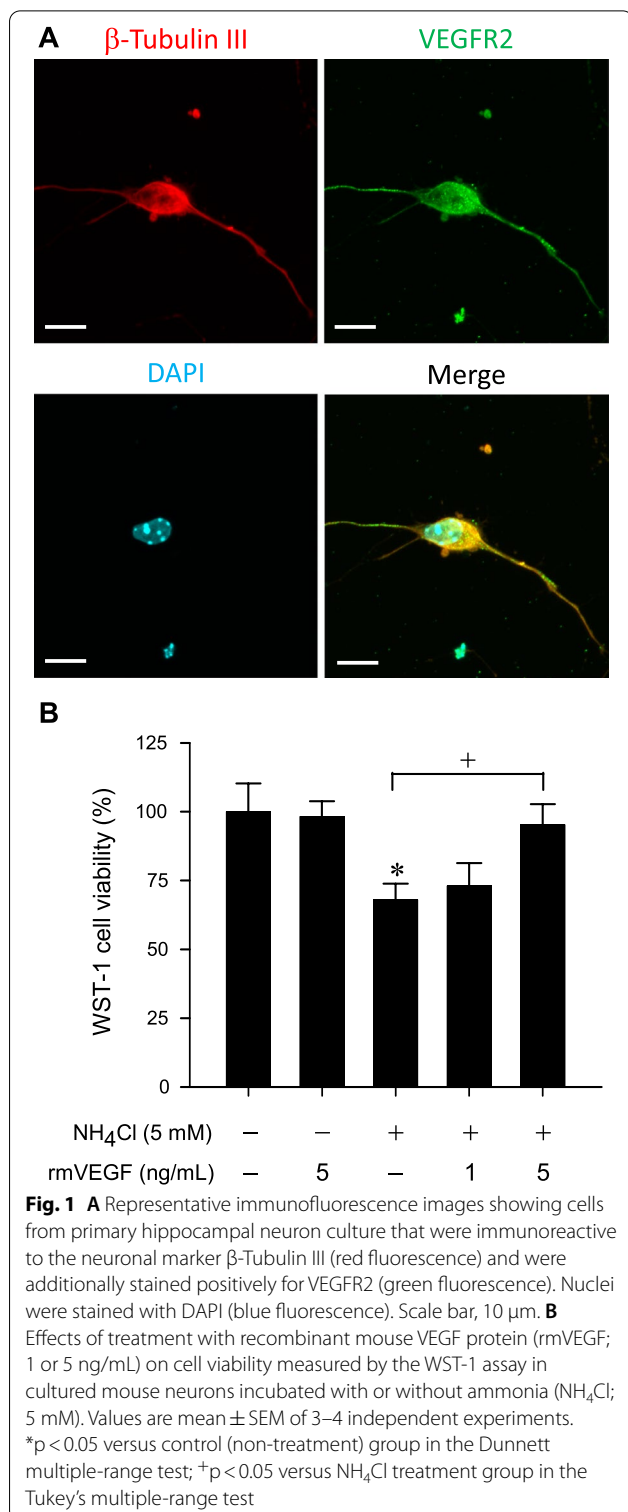 A
β-Tubulin III VEGFR2
DAPI Merge
B
WST-1 cell viability (%)
125
100
75
50
25
0
*
+
NH₄Cl (5 mM) – – + + +
rmVEGF (ng/mL) – 5 – 1 5
Fig. 1 A Representative immunofluorescence images showing cells
from primary hippocampal neuron culture that were immunoreactive
to the neuronal marker β-Tubulin III (red fluorescence) and were
additionally stained positively for VEGFR2 (green fluorescence). Nuclei
were stained with DAPI (blue fluorescence). Scale bar, 10 µm. B
Effects of treatment with recombinant mouse VEGF protein (rmVEGF;
1 or 5 ng/mL) on cell viability measured by the WST-1 assay in
cultured mouse neurons incubated with or without ammonia (NH₄Cl;
5 mM). Values are mean ± SEM of 3–4 independent experiments.
*p < 0.05 versus control (non-treatment) group in the Dunnett
multiple-range test; ⁺p < 0.05 versus NH₄Cl treatment group in the
Tukey's multiple-range test